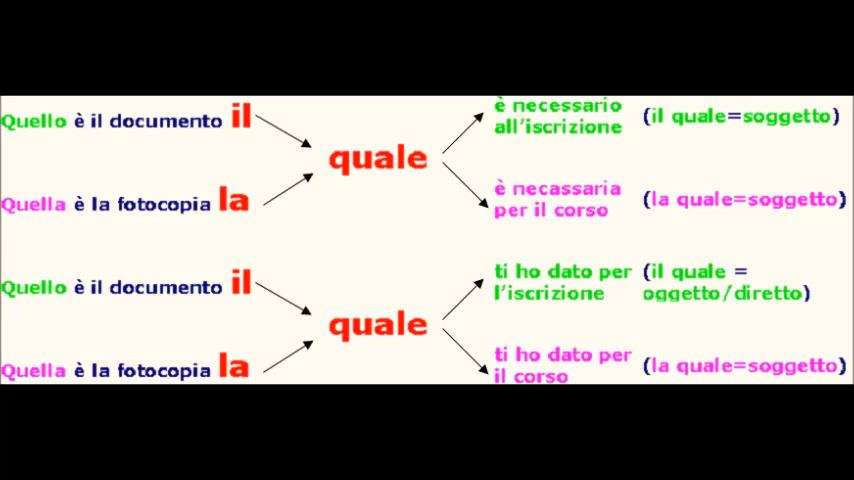 Quello è il documento il
quale
è necessario
all'iscrizione
(il quale=soggetto)
Quella è la fotocopia la
è necassaria
per il corso
(la quale=soggetto)
Quello è il documento il
quale
ti ho dato per
l'iscrizione
(il quale =
oggetto/diretto)
Quella è la fotocopia la
ti ho dato per
il corso
(la quale=soggetto)